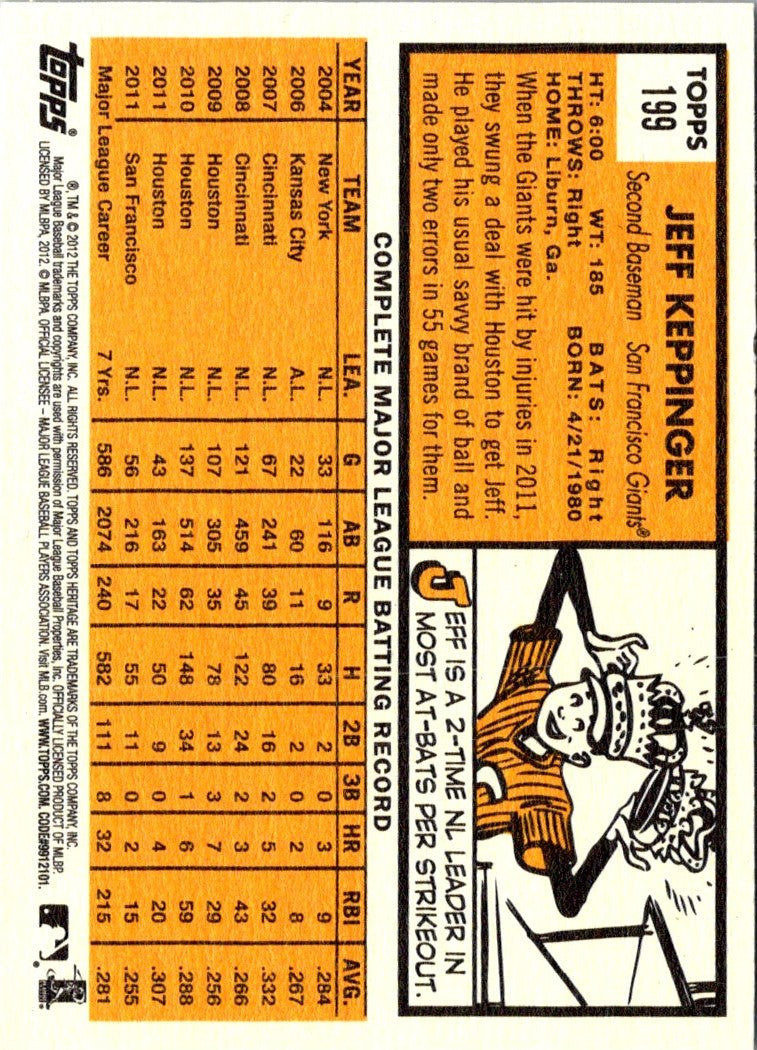 TOPPS
199
JEFF KEPPINGER
Second Baseman San Francisco Giants®
HT: 6:00 WT: 185 BATS: Right
THROWS: Right BORN: 4/21/1980
HOME: Liburn, Ga.
When the Giants were hit by injuries in 2011,
they swung a deal with Houston to get Jeff.
He played his usual savvy brand of ball and
made only two errors in 55 games for them.
JEFF IS A 2-TIME NL LEADER IN
MOST AT-BATS PER STRIKEOUT.
COMPLETE MAJOR LEAGUE BATTING RECORD
YEAR TEAM LEA. G AB R H 2B 3B HR RBI AVG.
2004 New York N.L. 33 116 9 33 2 0 3 9 .284
2006 Kansas City A.L. 22 60 11 16 2 0 2 8 .267
2007 Cincinnati N.L. 67 241 39 80 16 2 5 32 .332
2008 Cincinnati N.L. 121 459 45 122 24 2 3 43 .266
2009 Houston N.L. 107 305 35 78 13 3 7 29 .256
2010 Houston N.L. 137 514 62 148 34 1 6 59 .288
2011 Houston N.L. 43 163 22 50 9 0 4 20 .307
2011 San Francisco N.L. 56 216 17 55 11 0 2 15 .255
Major League Career 7 Yrs. 586 2074 240 582 111 8 32 215 .281
Topps®
®, TM & © 2012 THE TOPPS COMPANY, INC. ALL RIGHTS RESERVED. TOPPS AND TOPPS HERITAGE ARE TRADEMARKS OF THE TOPPS COMPANY, INC.
Major League Baseball trademarks and copyrights are used with permission of Major League Baseball Properties, Inc. OFFICIALLY LICENSED PRODUCT OF MLBP.
LICENSED BY MLBPA, 2012. © MLBPA. OFFICIAL LICENSEE – MAJOR LEAGUE BASEBALL PLAYERS ASSOCIATION. Visit MLB.com. WWW.TOPPS.COM. CODE#9912101.